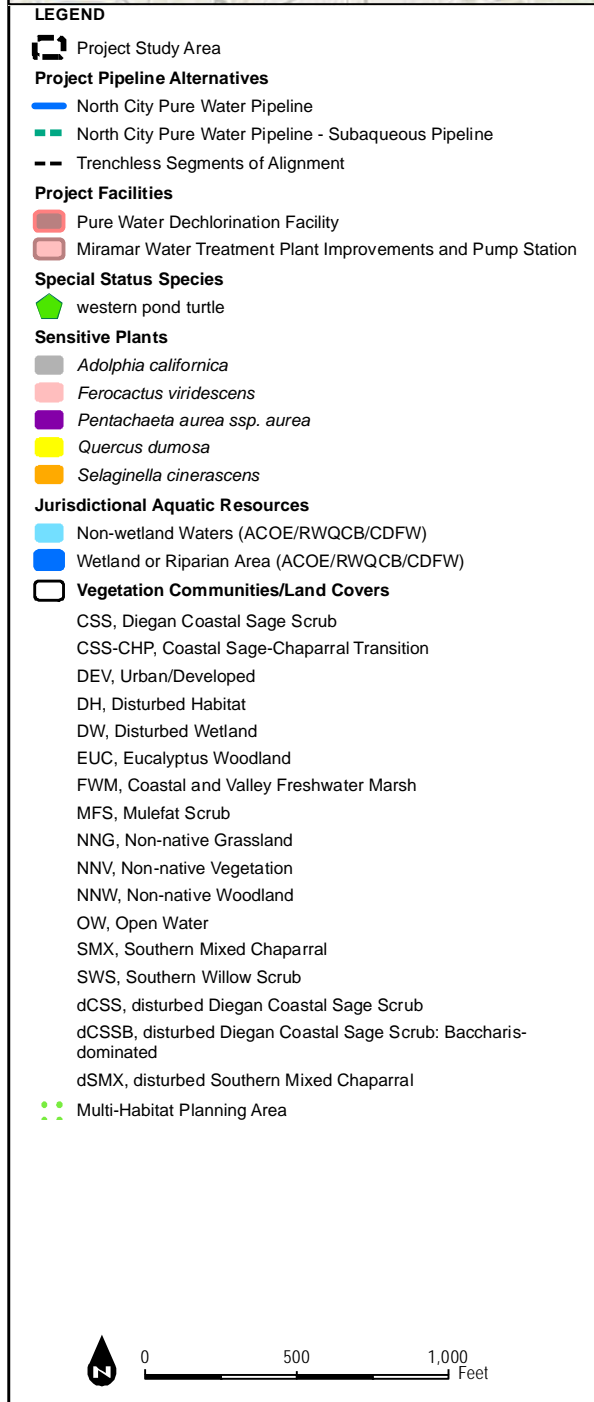 LEGEND
Project Study Area
Project Pipeline Alternatives
North City Pure Water Pipeline
North City Pure Water Pipeline - Subaqueous Pipeline
Trenchless Segments of Alignment
Project Facilities
Pure Water Dechlorination Facility
Miramar Water Treatment Plant Improvements and Pump Station
Special Status Species
western pond turtle
Sensitive Plants
Adolphia californica
Ferocactus viridescens
Pentachaeta aurea ssp. aurea
Quercus dumosa
Selaginella cinerascens
Jurisdictional Aquatic Resources
Non-wetland Waters (ACOE/RWQCB/CDFW)
Wetland or Riparian Area (ACOE/RWQCB/CDFW)
Vegetation Communities/Land Covers
CSS, Diegan Coastal Sage Scrub
CSS-CHP, Coastal Sage-Chaparral Transition
DEV, Urban/Developed
DH, Disturbed Habitat
DW, Disturbed Wetland
EUC, Eucalyptus Woodland
FWM, Coastal and Valley Freshwater Marsh
MFS, Mulefat Scrub
NNG, Non-native Grassland
NNV, Non-native Vegetation
NNW, Non-native Woodland
OW, Open Water
SMX, Southern Mixed Chaparral
SWS, Southern Willow Scrub
dCSS, disturbed Diegan Coastal Sage Scrub
dCSSB, disturbed Diegan Coastal Sage Scrub: Baccharis-
dominated
dSMX, disturbed Southern Mixed Chaparral
Multi-Habitat Planning Area
N
0 500 1,000
Feet